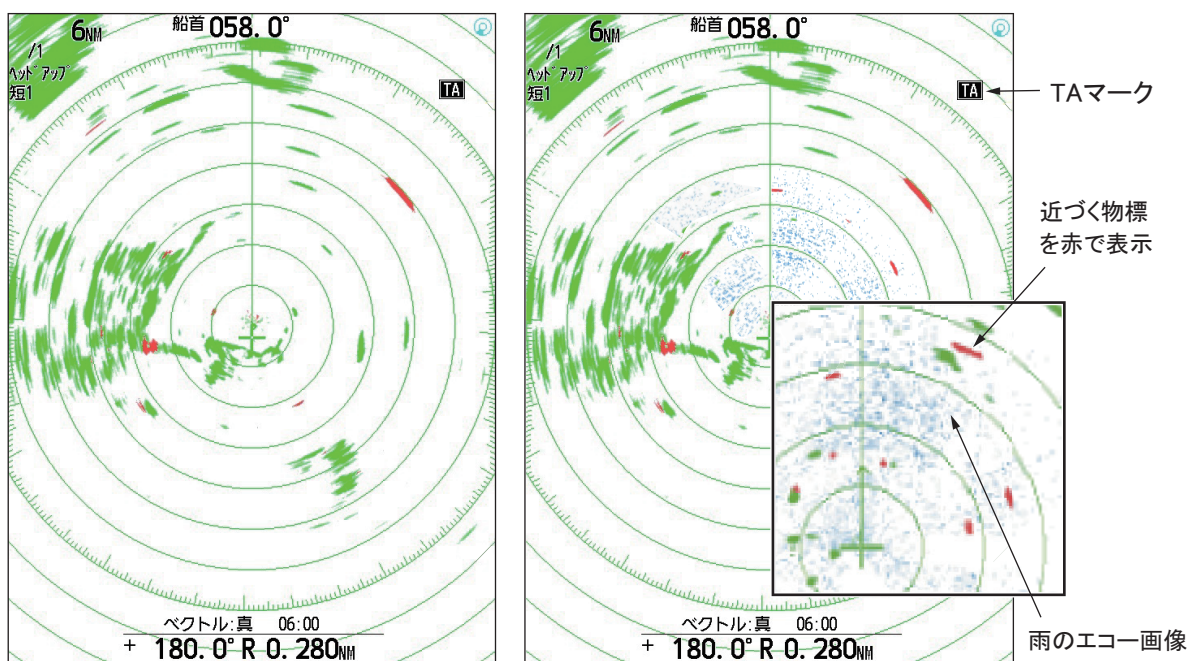 6NM
船首 058.0°
/1
ヘッドアップ
短1
TA
ベクトル:真 06:00
+ 180.0°R 0.280NM
6NM
船首 058.0°
/1
ヘッドアップ
短1
TA
TAマーク
近づく物標
を赤で表示
雨のエコー画像
ベクトル:真 06:00
+ 180.0°R 0.280NM